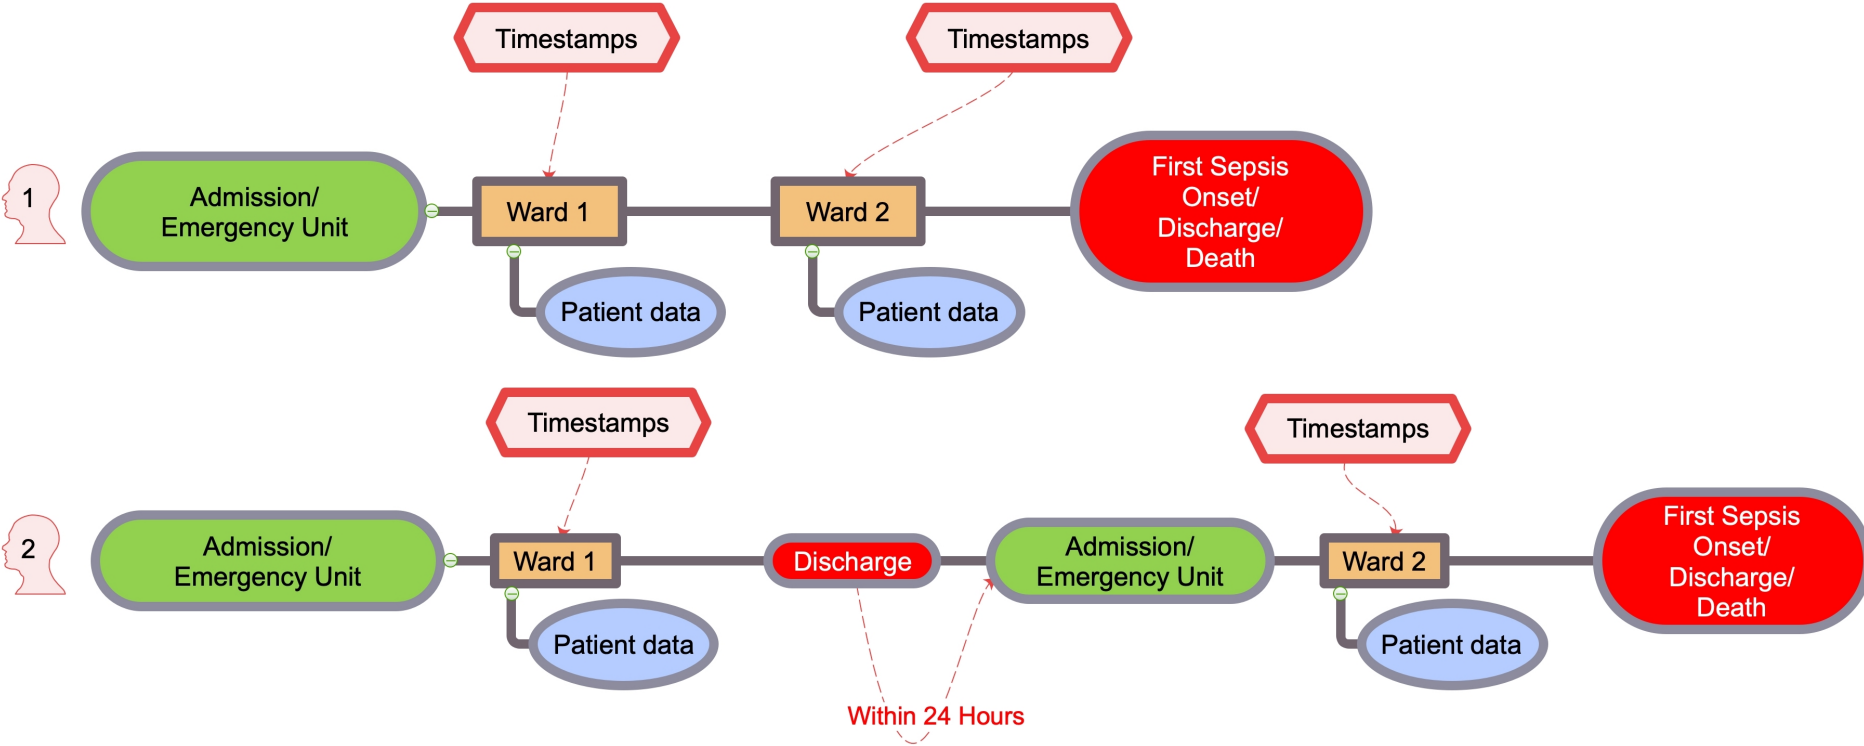 Timestamps
Timestamps
1
Admission/
Emergency Unit
Ward 1
Ward 2
First Sepsis
Onset/
Discharge/
Death
Patient data
Patient data
Timestamps
Timestamps
2
Admission/
Emergency Unit
Ward 1
Discharge
Admission/
Emergency Unit
Ward 2
First Sepsis
Onset/
Discharge/
Death
Patient data
Patient data
Within 24 Hours